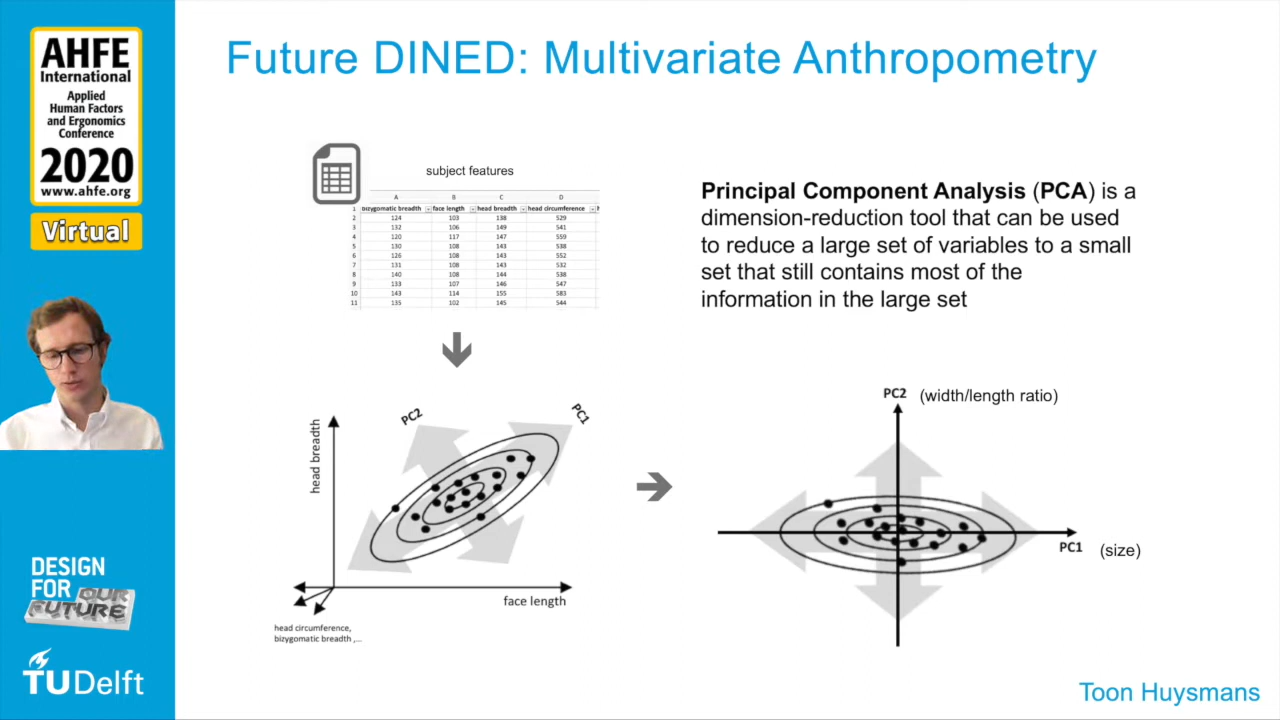 AHFE
International
Applied
Human Factors
and Ergonomics
Conference
2020
www.ahfe.org
Virtual
DESIGN
FOR
OUR
FUTURE
TUDelft
Future DINED: Multivariate Anthropometry
subject features
A B C D
1 bizygomatic breadth face length head breadth head circumference
2 124 103 138 529
3 132 106 149 541
4 120 117 147 559
5 130 108 143 538
6 126 108 143 552
7 131 108 143 532
8 140 108 144 538
9 133 107 146 547
10 143 114 155 583
11 135 102 145 544
Principal Component Analysis (PCA) is a
dimension-reduction tool that can be used
to reduce a large set of variables to a small
set that still contains most of the
information in the large set
head breadth
PC2
PC1
face length
head circumference,
bizygomatic breadth ,...
PC2 (width/length ratio)
PC1 (size)
Toon Huysmans